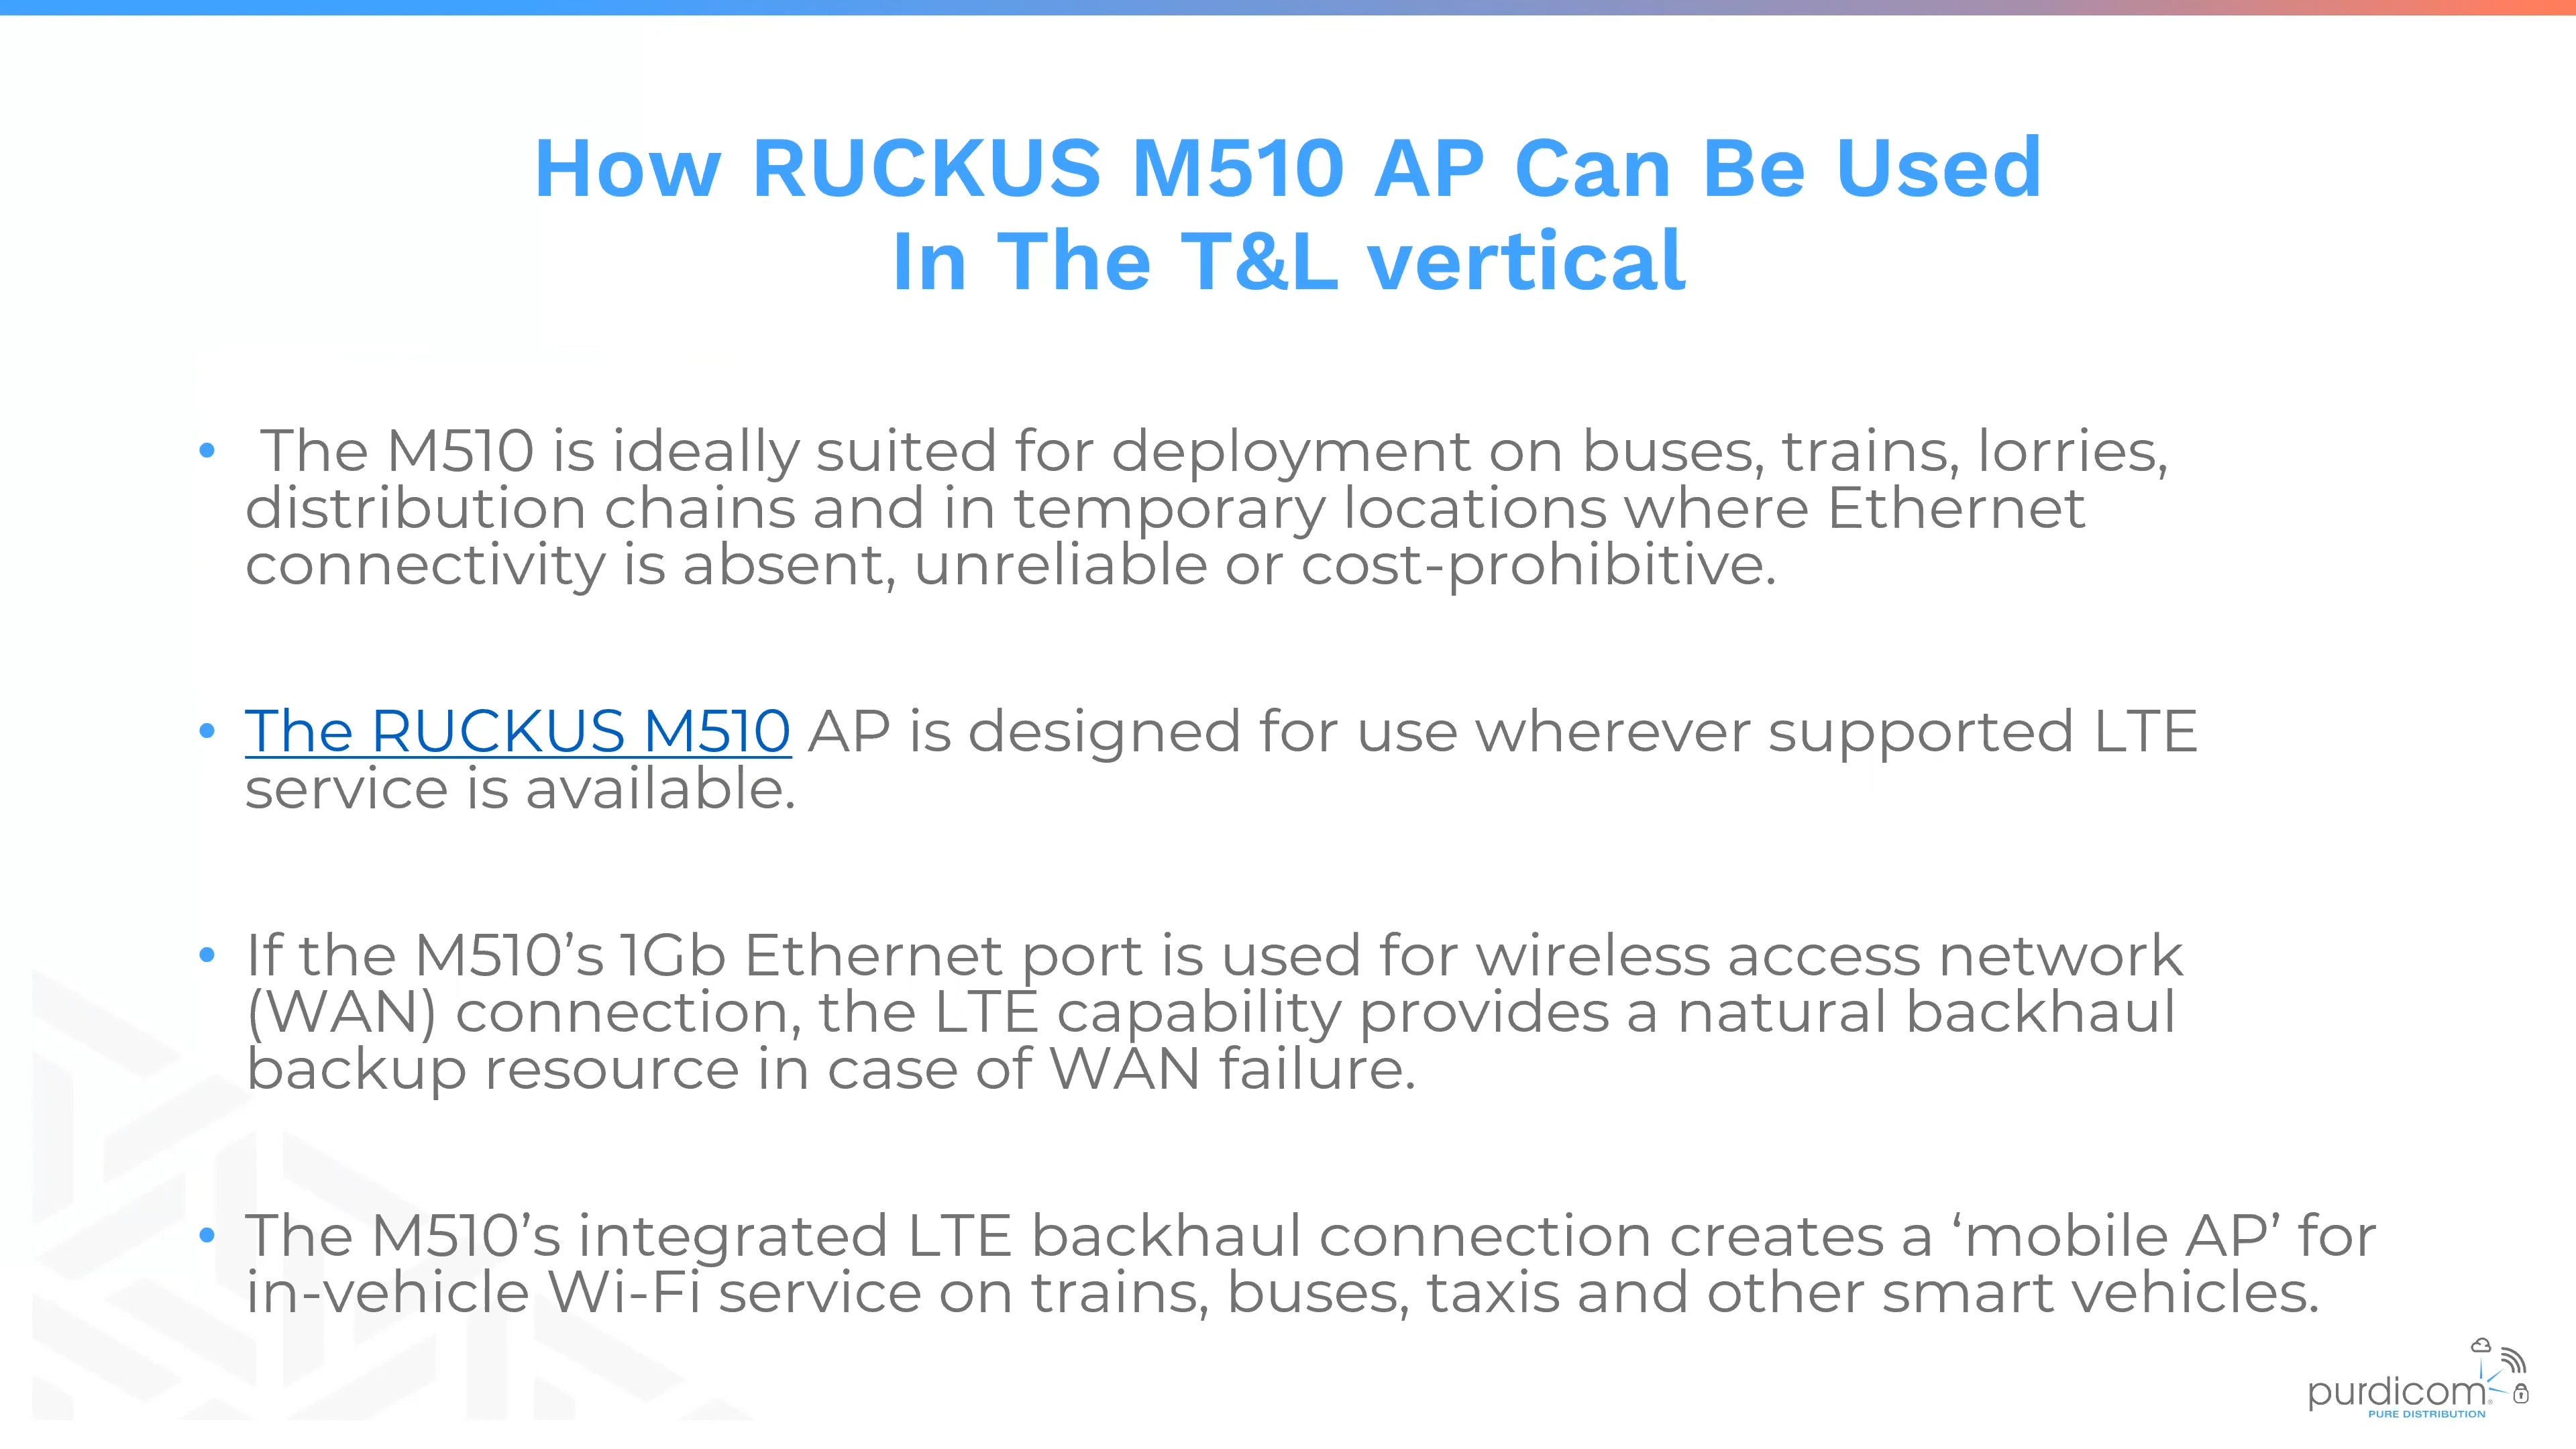 How RUCKUS M510 AP Can Be Used
In The T&L vertical
• The M510 is ideally suited for deployment on buses, trains, lorries,
distribution chains and in temporary locations where Ethernet
connectivity is absent, unreliable or cost-prohibitive.
• The RUCKUS M510 AP is designed for use wherever supported LTE
service is available.
• If the M510’s 1Gb Ethernet port is used for wireless access network
(WAN) connection, the LTE capability provides a natural backhaul
backup resource in case of WAN failure.
• The M510’s integrated LTE backhaul connection creates a ‘mobile AP’ for
in-vehicle Wi-Fi service on trains, buses, taxis and other smart vehicles.
purdicom®
PURE DISTRIBUTION